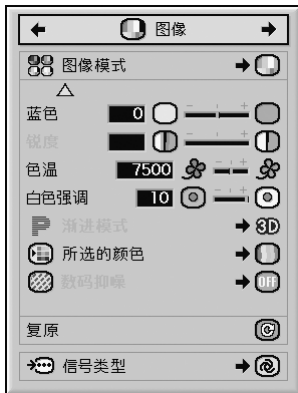 图像
图像模式
蓝色 0
锐度
色温 7500
白色强调 10
渐进模式 3D
所选的颜色
数码抑噪 OFF
复原
信号类型